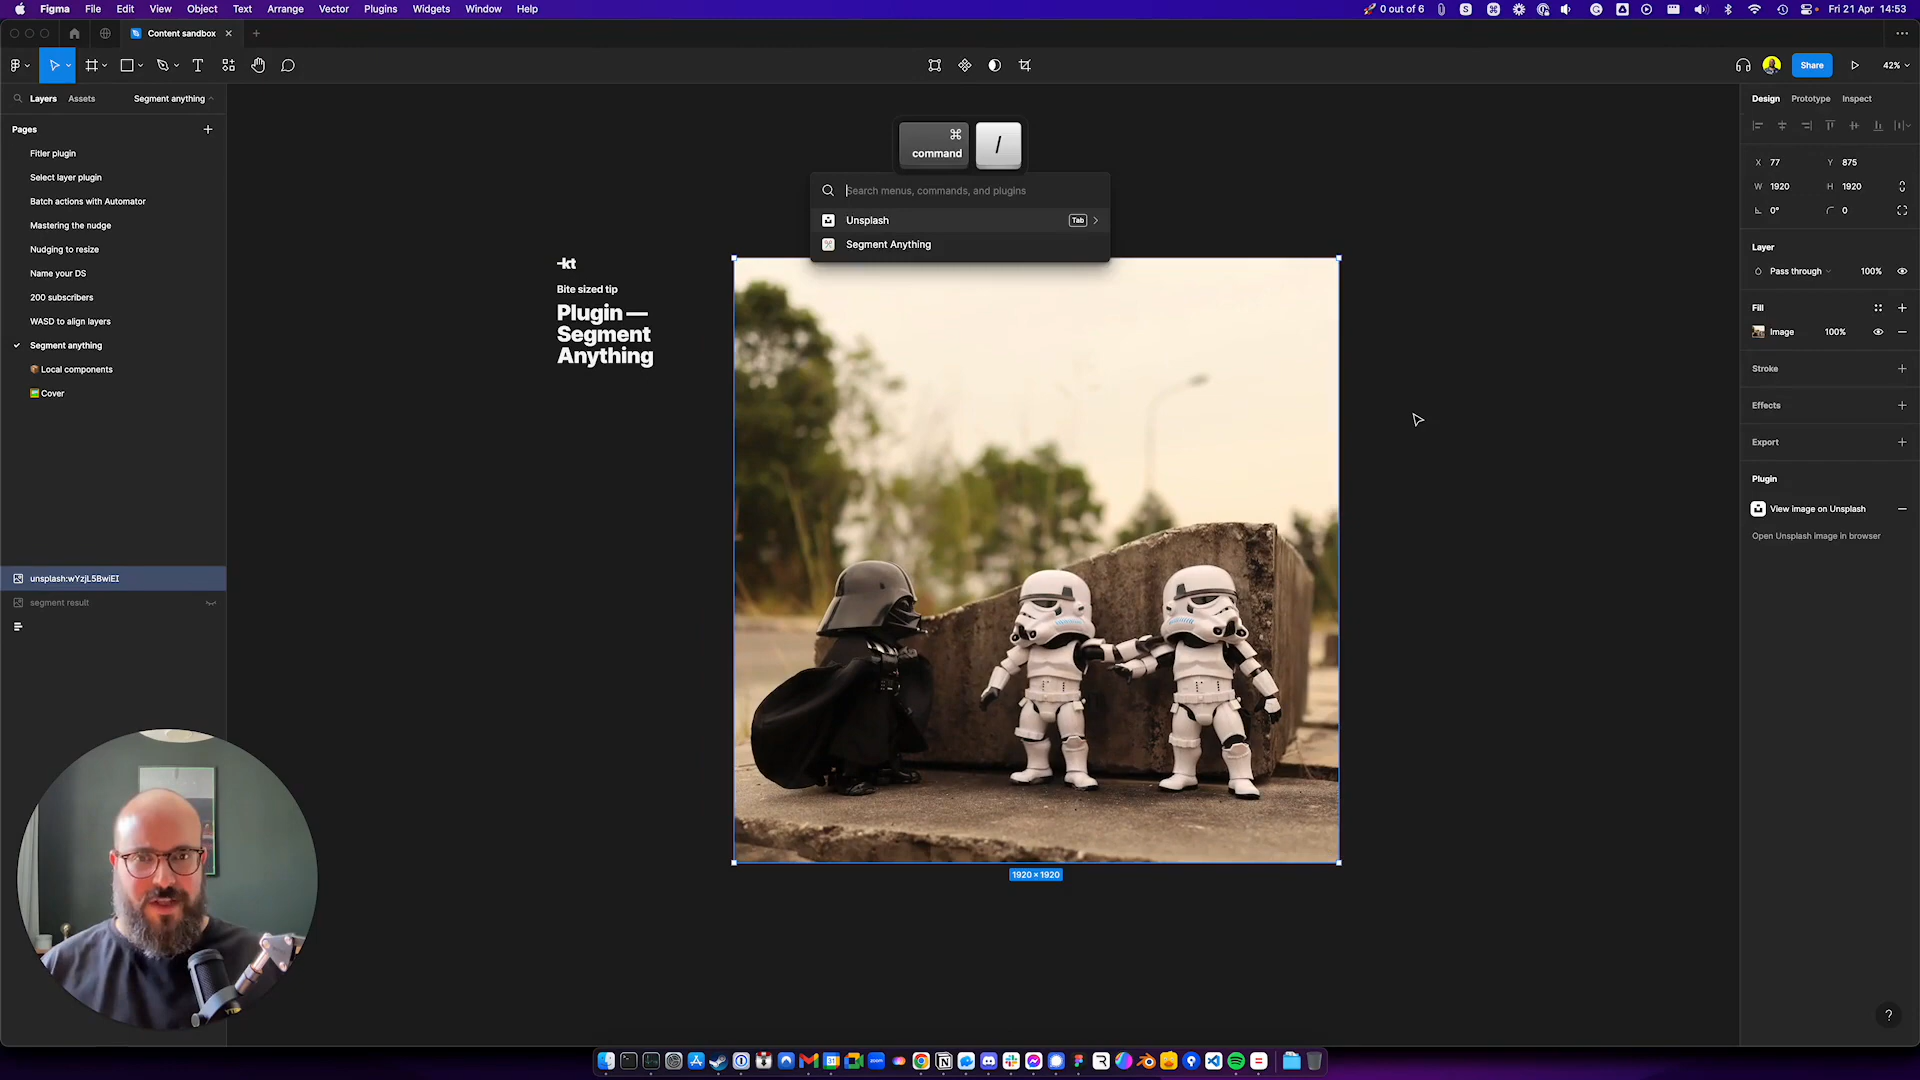 Figma File Edit View Object Text Arrange Vector Plugins Widgets Window Help
0 out of 6
Fri 21 Apr 14:53
Content sandbox
Share
42%
Layers Assets Segment anything
Pages
Fitler plugin
Select layer plugin
Batch actions with Automator
Mastering the nudge
Nudging to resize
Name your DS
200 subscribers
WASD to align layers
Segment anything
Local components
Cover
unsplash:wYzjL5BwiEI
segment result
⌘
command
/
Search menus, commands, and plugins
Unsplash Tab
Segment Anything
-kt
Bite sized tip
Plugin —
Segment
Anything
1920 × 1920
Design Prototype Inspect
X 77 Y 875
W 1920 H 1920
0° 0
Layer
Pass through 100%
Fill
Image 100%
Stroke
Effects
Export
Plugin
View image on Unsplash
Open Unsplash image in browser
?